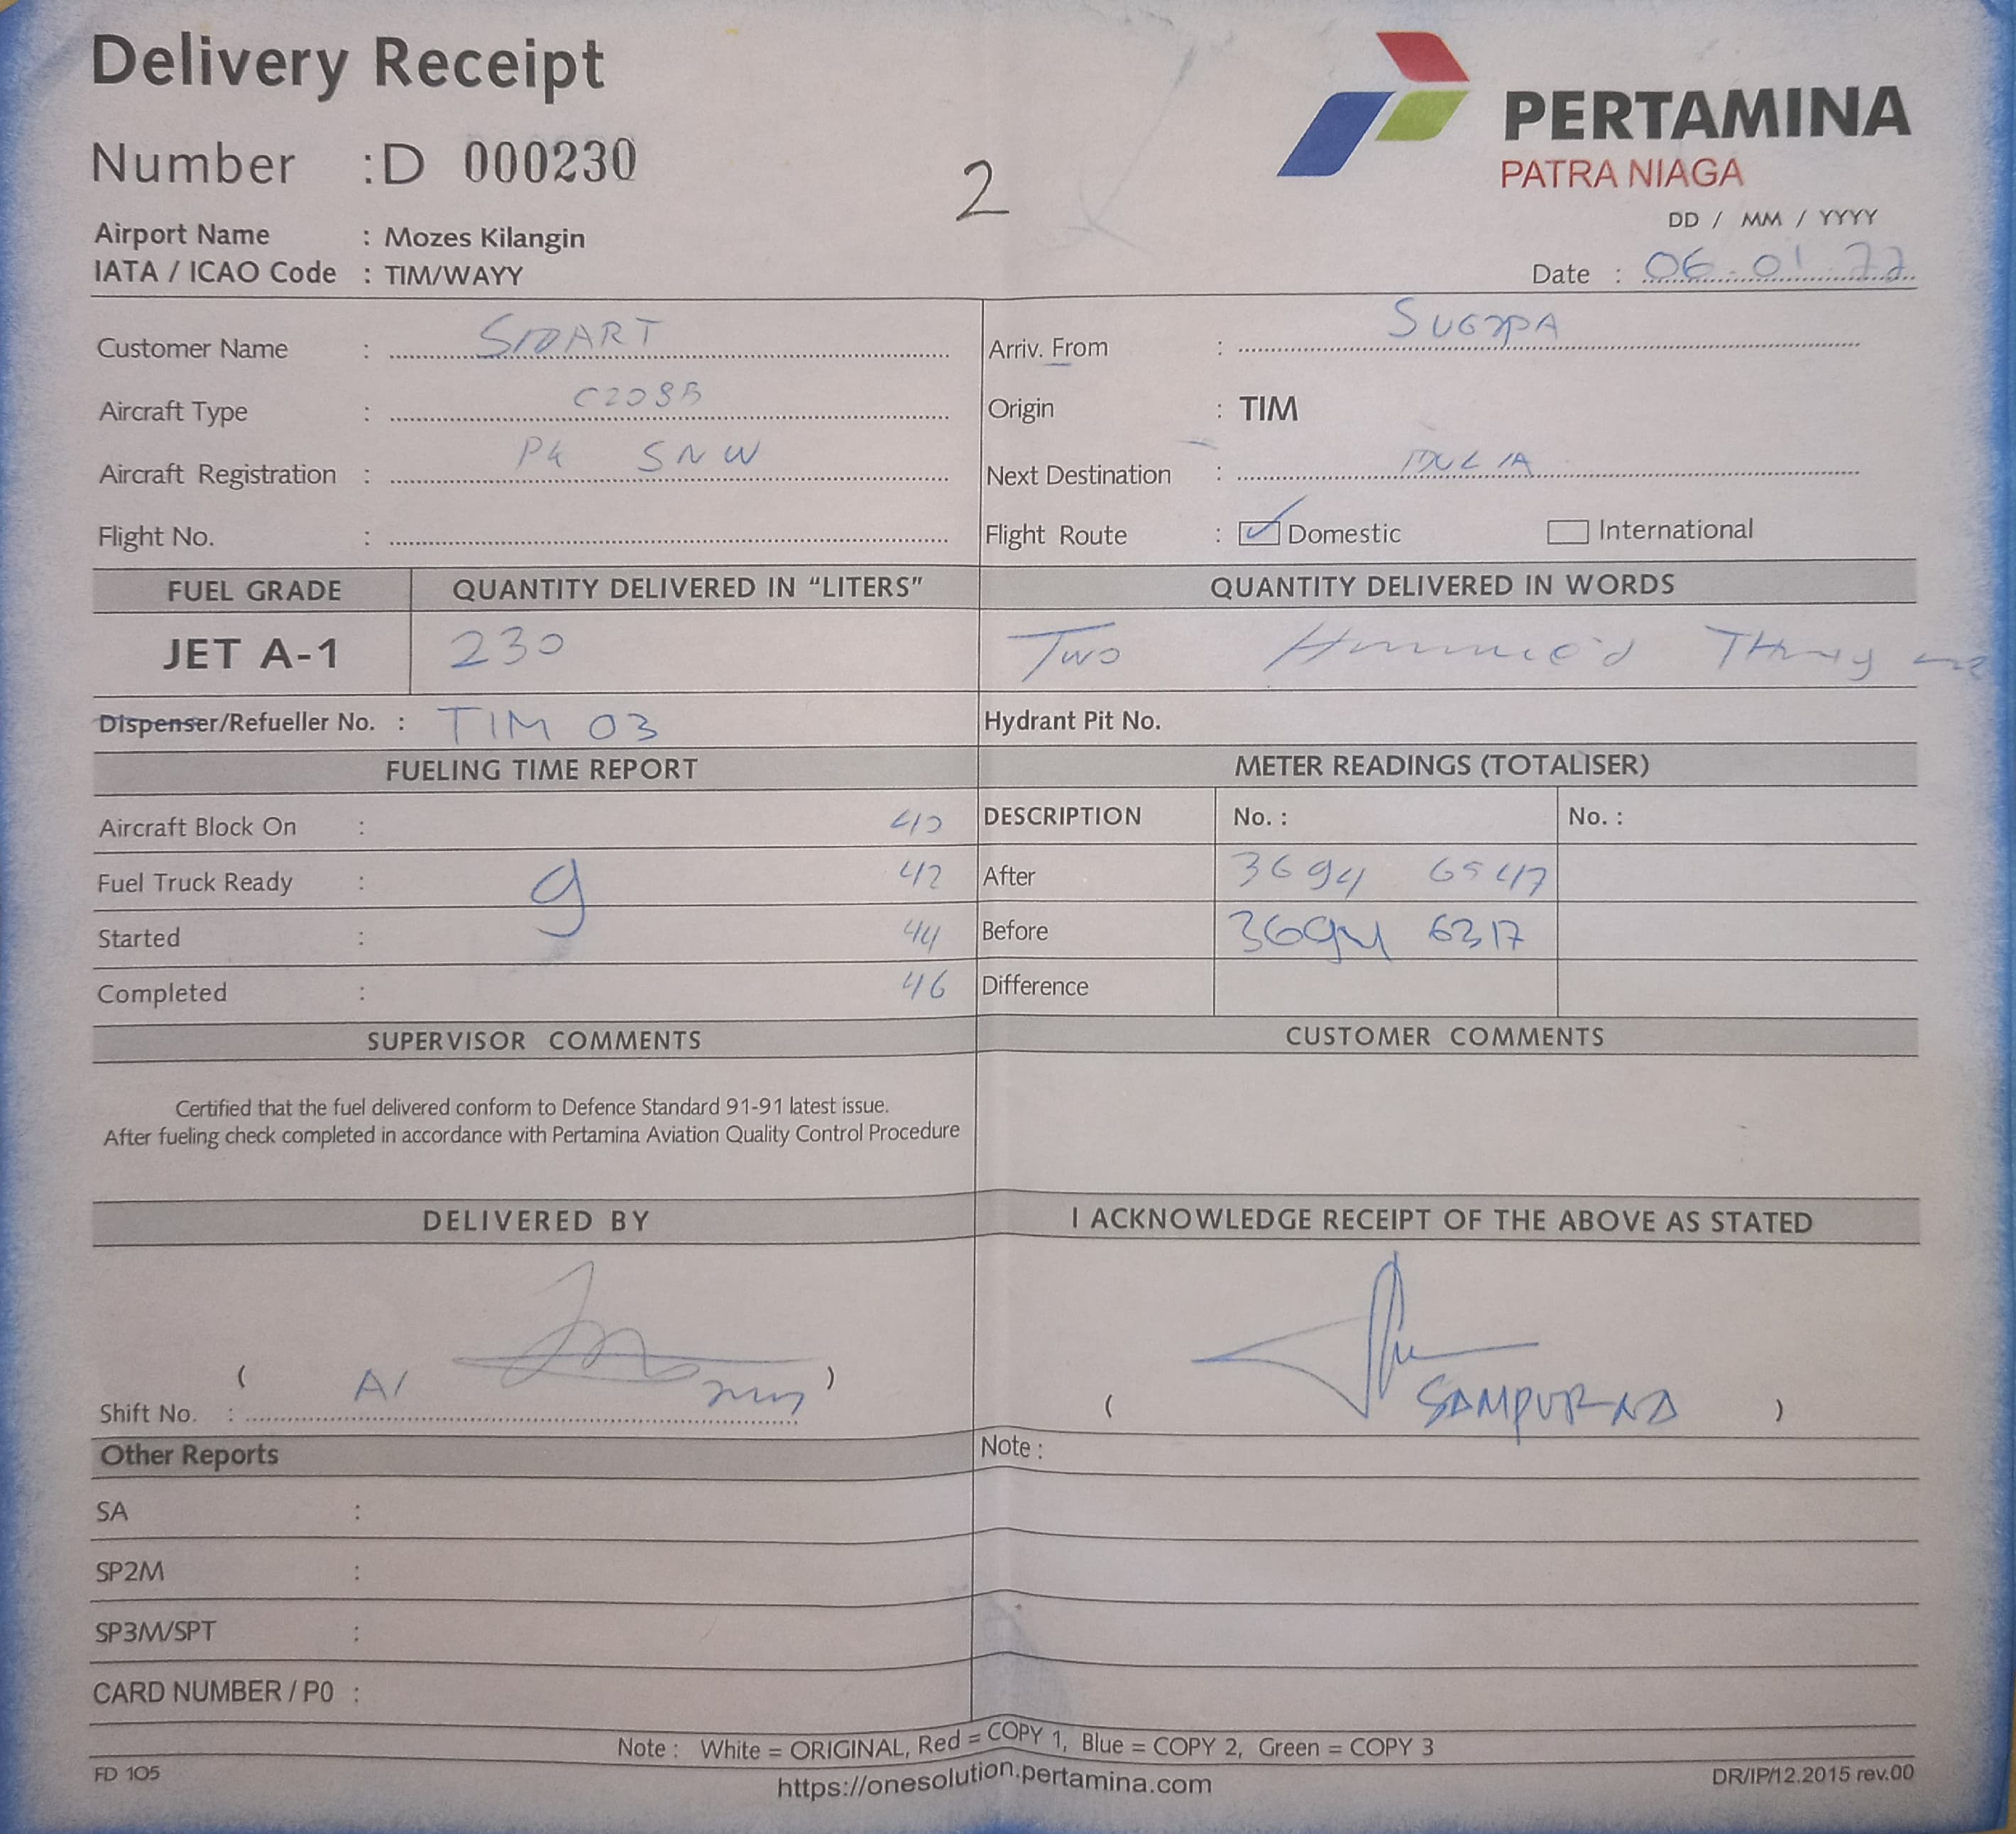 Delivery Receipt
PERTAMINA
PATRA NIAGA
Number : D 000230
2
DD / MM / YYYY
Airport Name : Mozes Kilangin
IATA / ICAO Code : TIM/WAYY
Date : 06 - 01 - 22
Customer Name : SMART
Arriv. From : SUGAPA
Aircraft Type : C208B
Origin : TIM
Aircraft Registration : PK SNW
Next Destination : MULIA
Flight No. :
Flight Route : Domestic International
FUEL GRADE QUANTITY DELIVERED IN “LITERS” QUANTITY DELIVERED IN WORDS
JET A-1 230 Two
Dispenser/Refueller No. : TIM 03 Hydrant Pit No.
FUELING TIME REPORT METER READINGS (TOTALISER)
Aircraft Block On : 40 DESCRIPTION No. : No. :
Fuel Truck Ready : 9 42 After 3694 6547
Started : 44 Before 3694 6317
Completed : 46 Difference
SUPERVISOR COMMENTS CUSTOMER COMMENTS
Certified that the fuel delivered conform to Defence Standard 91-91 latest issue.
After fueling check completed in accordance with Pertamina Aviation Quality Control Procedure
DELIVERED BY I ACKNOWLEDGE RECEIPT OF THE ABOVE AS STATED
( ) ( SAMPURNA )
Shift No. :
Other Reports Note :
SA :
SP2M :
SP3M/SPT :
CARD NUMBER / P0 :
Note : White = ORIGINAL, Red = COPY 1, Blue = COPY 2, Green = COPY 3
FD 105 https://onesolution.pertamina.com DR/IP/12.2015 rev.00